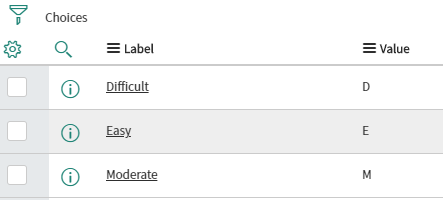 Choices
Label Value
Difficult D
Easy E
Moderate M